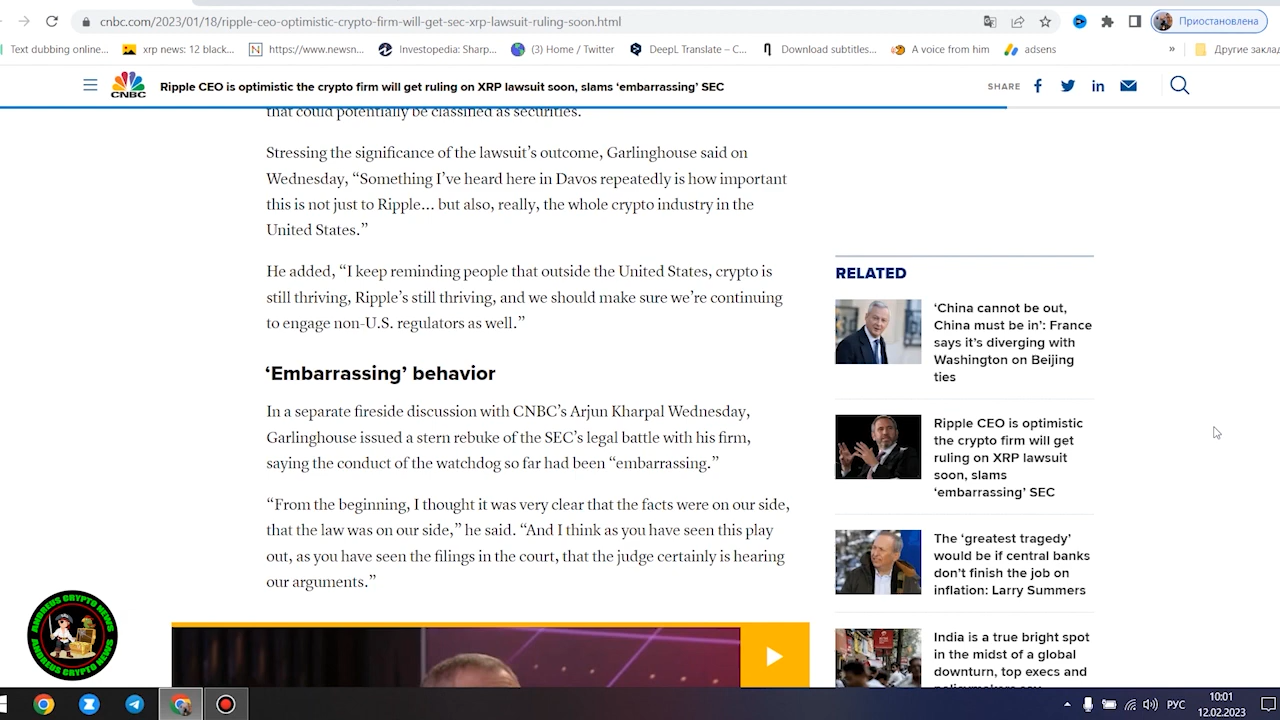 cnbc.com/2023/01/18/ripple-ceo-optimistic-crypto-firm-will-get-sec-xrp-lawsuit-ruling-soon.html
Приостановлена
Text dubbing online...
xrp news: 12 black...
https://www.newsn...
Investopedia: Sharp...
(3) Home / Twitter
DeepL Translate – C...
Download subtitles...
A voice from him
adsens
»
Другие закла
CNBC
Ripple CEO is optimistic the crypto firm will get ruling on XRP lawsuit soon, slams ‘embarrassing’ SEC
SHARE
that could potentially be classified as securities.
Stressing the significance of the lawsuit’s outcome, Garlinghouse said on
Wednesday, “Something I’ve heard here in Davos repeatedly is how important
this is not just to Ripple… but also, really, the whole crypto industry in the
United States.”
He added, “I keep reminding people that outside the United States, crypto is
still thriving, Ripple’s still thriving, and we should make sure we’re continuing
to engage non-U.S. regulators as well.”
‘Embarrassing’ behavior
In a separate fireside discussion with CNBC’s Arjun Kharpal Wednesday,
Garlinghouse issued a stern rebuke of the SEC’s legal battle with his firm,
saying the conduct of the watchdog so far had been “embarrassing.”
“From the beginning, I thought it was very clear that the facts were on our side,
that the law was on our side,” he said. “And I think as you have seen this play
out, as you have seen the filings in the court, that the judge certainly is hearing
our arguments.”
RELATED
‘China cannot be out,
China must be in’: France
says it’s diverging with
Washington on Beijing
ties
Ripple CEO is optimistic
the crypto firm will get
ruling on XRP lawsuit
soon, slams
‘embarrassing’ SEC
The ‘greatest tragedy’
would be if central banks
don’t finish the job on
inflation: Larry Summers
India is a true bright spot
in the midst of a global
downturn, top execs and
policymakers say
ANDREUS CRYPTO NEWS
ANDREUS CRYPTO NEWS
РУС
10:01
12.02.2023